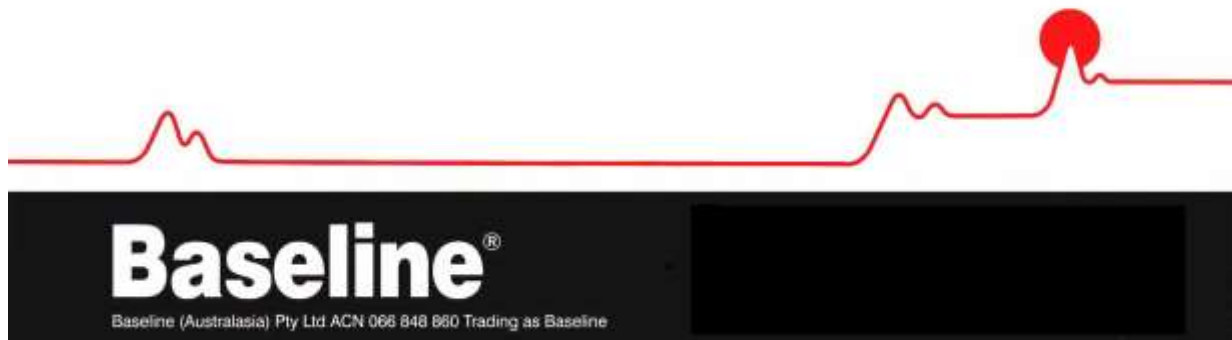 Baseline®
Baseline (Australasia) Pty Ltd ACN 066 848 860 Trading as Baseline